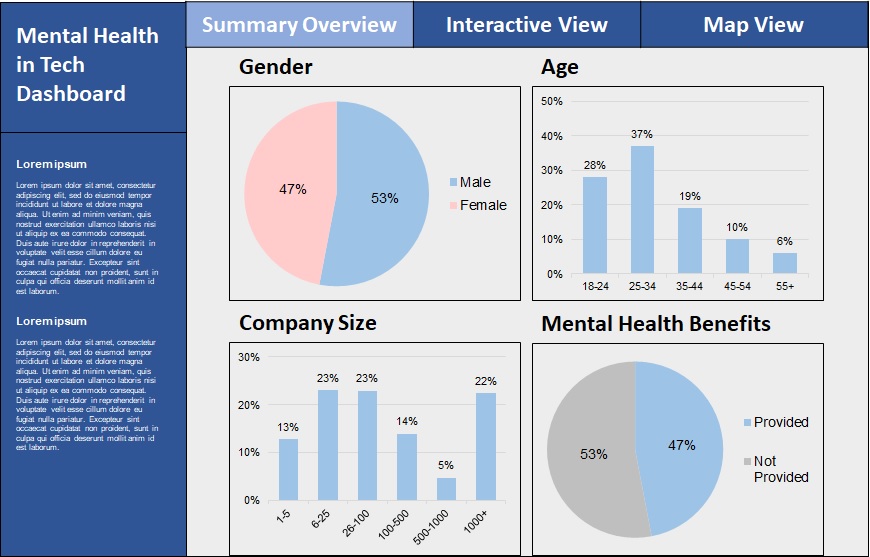 Mental Health
in Tech
Dashboard
Summary Overview
Interactive View
Map View
Lorem ipsum
Lorem ipsum dolor sit amet, consectetur
adipiscing elit, sed do eiusmod tempor
incididunt ut labore et dolore magna
aliqua. Ut enim ad minim veniam, quis
nostrud exercitation ullamco laboris nisi
ut aliquip ex ea commodo consequat.
Duis aute irure dolor in reprehenderit in
voluptate velit esse cillum dolore eu
fugiat nulla pariatur. Excepteur sint
occaecat cupidatat non proident, sunt in
culpa qui officia deserunt mollit anim id
est laborum.
Lorem ipsum
Lorem ipsum dolor sit amet, consectetur
adipiscing elit, sed do eiusmod tempor
incididunt ut labore et dolore magna
aliqua. Ut enim ad minim veniam, quis
nostrud exercitation ullamco laboris nisi
ut aliquip ex ea commodo consequat.
Duis aute irure dolor in reprehenderit in
voluptate velit esse cillum dolore eu
fugiat nulla pariatur. Excepteur sint
occaecat cupidatat non proident, sunt in
culpa qui officia deserunt mollit anim id
est laborum.
Gender
47%
53%
Male
Female
Age
50%
40%
30%
20%
10%
0%
28%
37%
19%
10%
6%
18-24
25-34
35-44
45-54
55+
Company Size
30%
20%
10%
0%
13%
23%
23%
14%
5%
22%
1-5
6-25
26-100
100-500
500-1000
1000+
Mental Health Benefits
53%
47%
Provided
Not
Provided